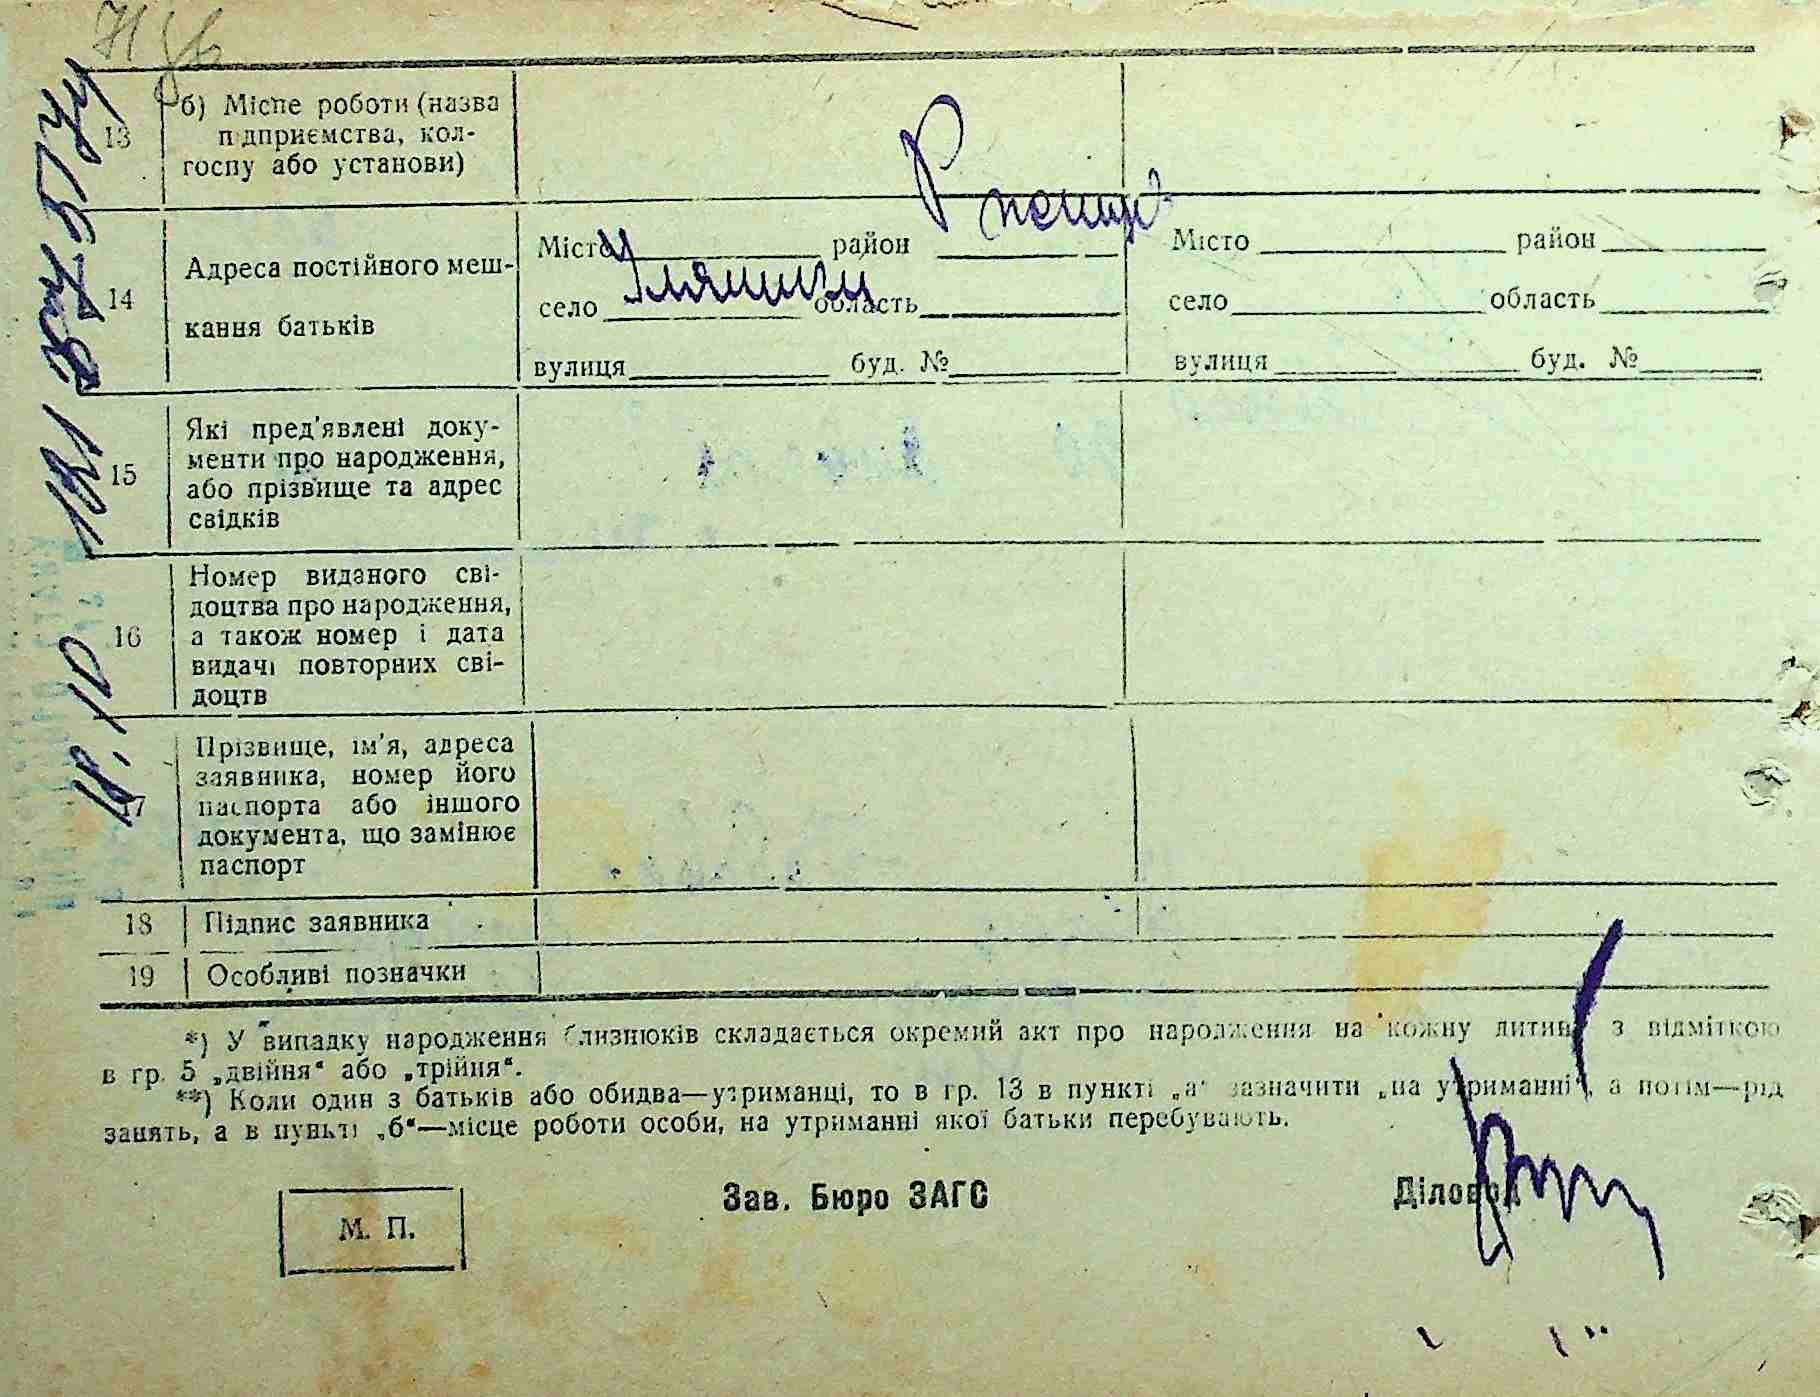 13
б) Місце роботи (назва
підприємства, кол-
госпу або установи)
14
Адреса постійного меш-
кання батьків
Місто район
село область
вулиця буд. №
Місто район
село область
вулиця буд. №
15
Які пред'явлені доку-
менти про народження,
або прізвище та адрес
свідків
16
Номер виданого сві-
доцтва про народження,
а також номер і дата
видачі повторних сві-
доцтв
17
Прізвище, ім'я, адреса
заявника, номер його
паспорта або іншого
документа, що замінює
паспорт
18 Підпис заявника
19 Особливі позначки
*) У випадку народження близнюків складається окремий акт про народження на кожну дитину з відміткою
в гр. 5 „двійня“ або „трійня“.
**) Коли один з батьків або обидва—утриманці, то в гр. 13 в пункті „а“ зазначити „на утриманні“, а потім—рід
занять, а в пункті „б“—місце роботи особи, на утриманні якої батьки перебувають.
М. П.
Зав. Бюро ЗАГС
Діловод
18.10